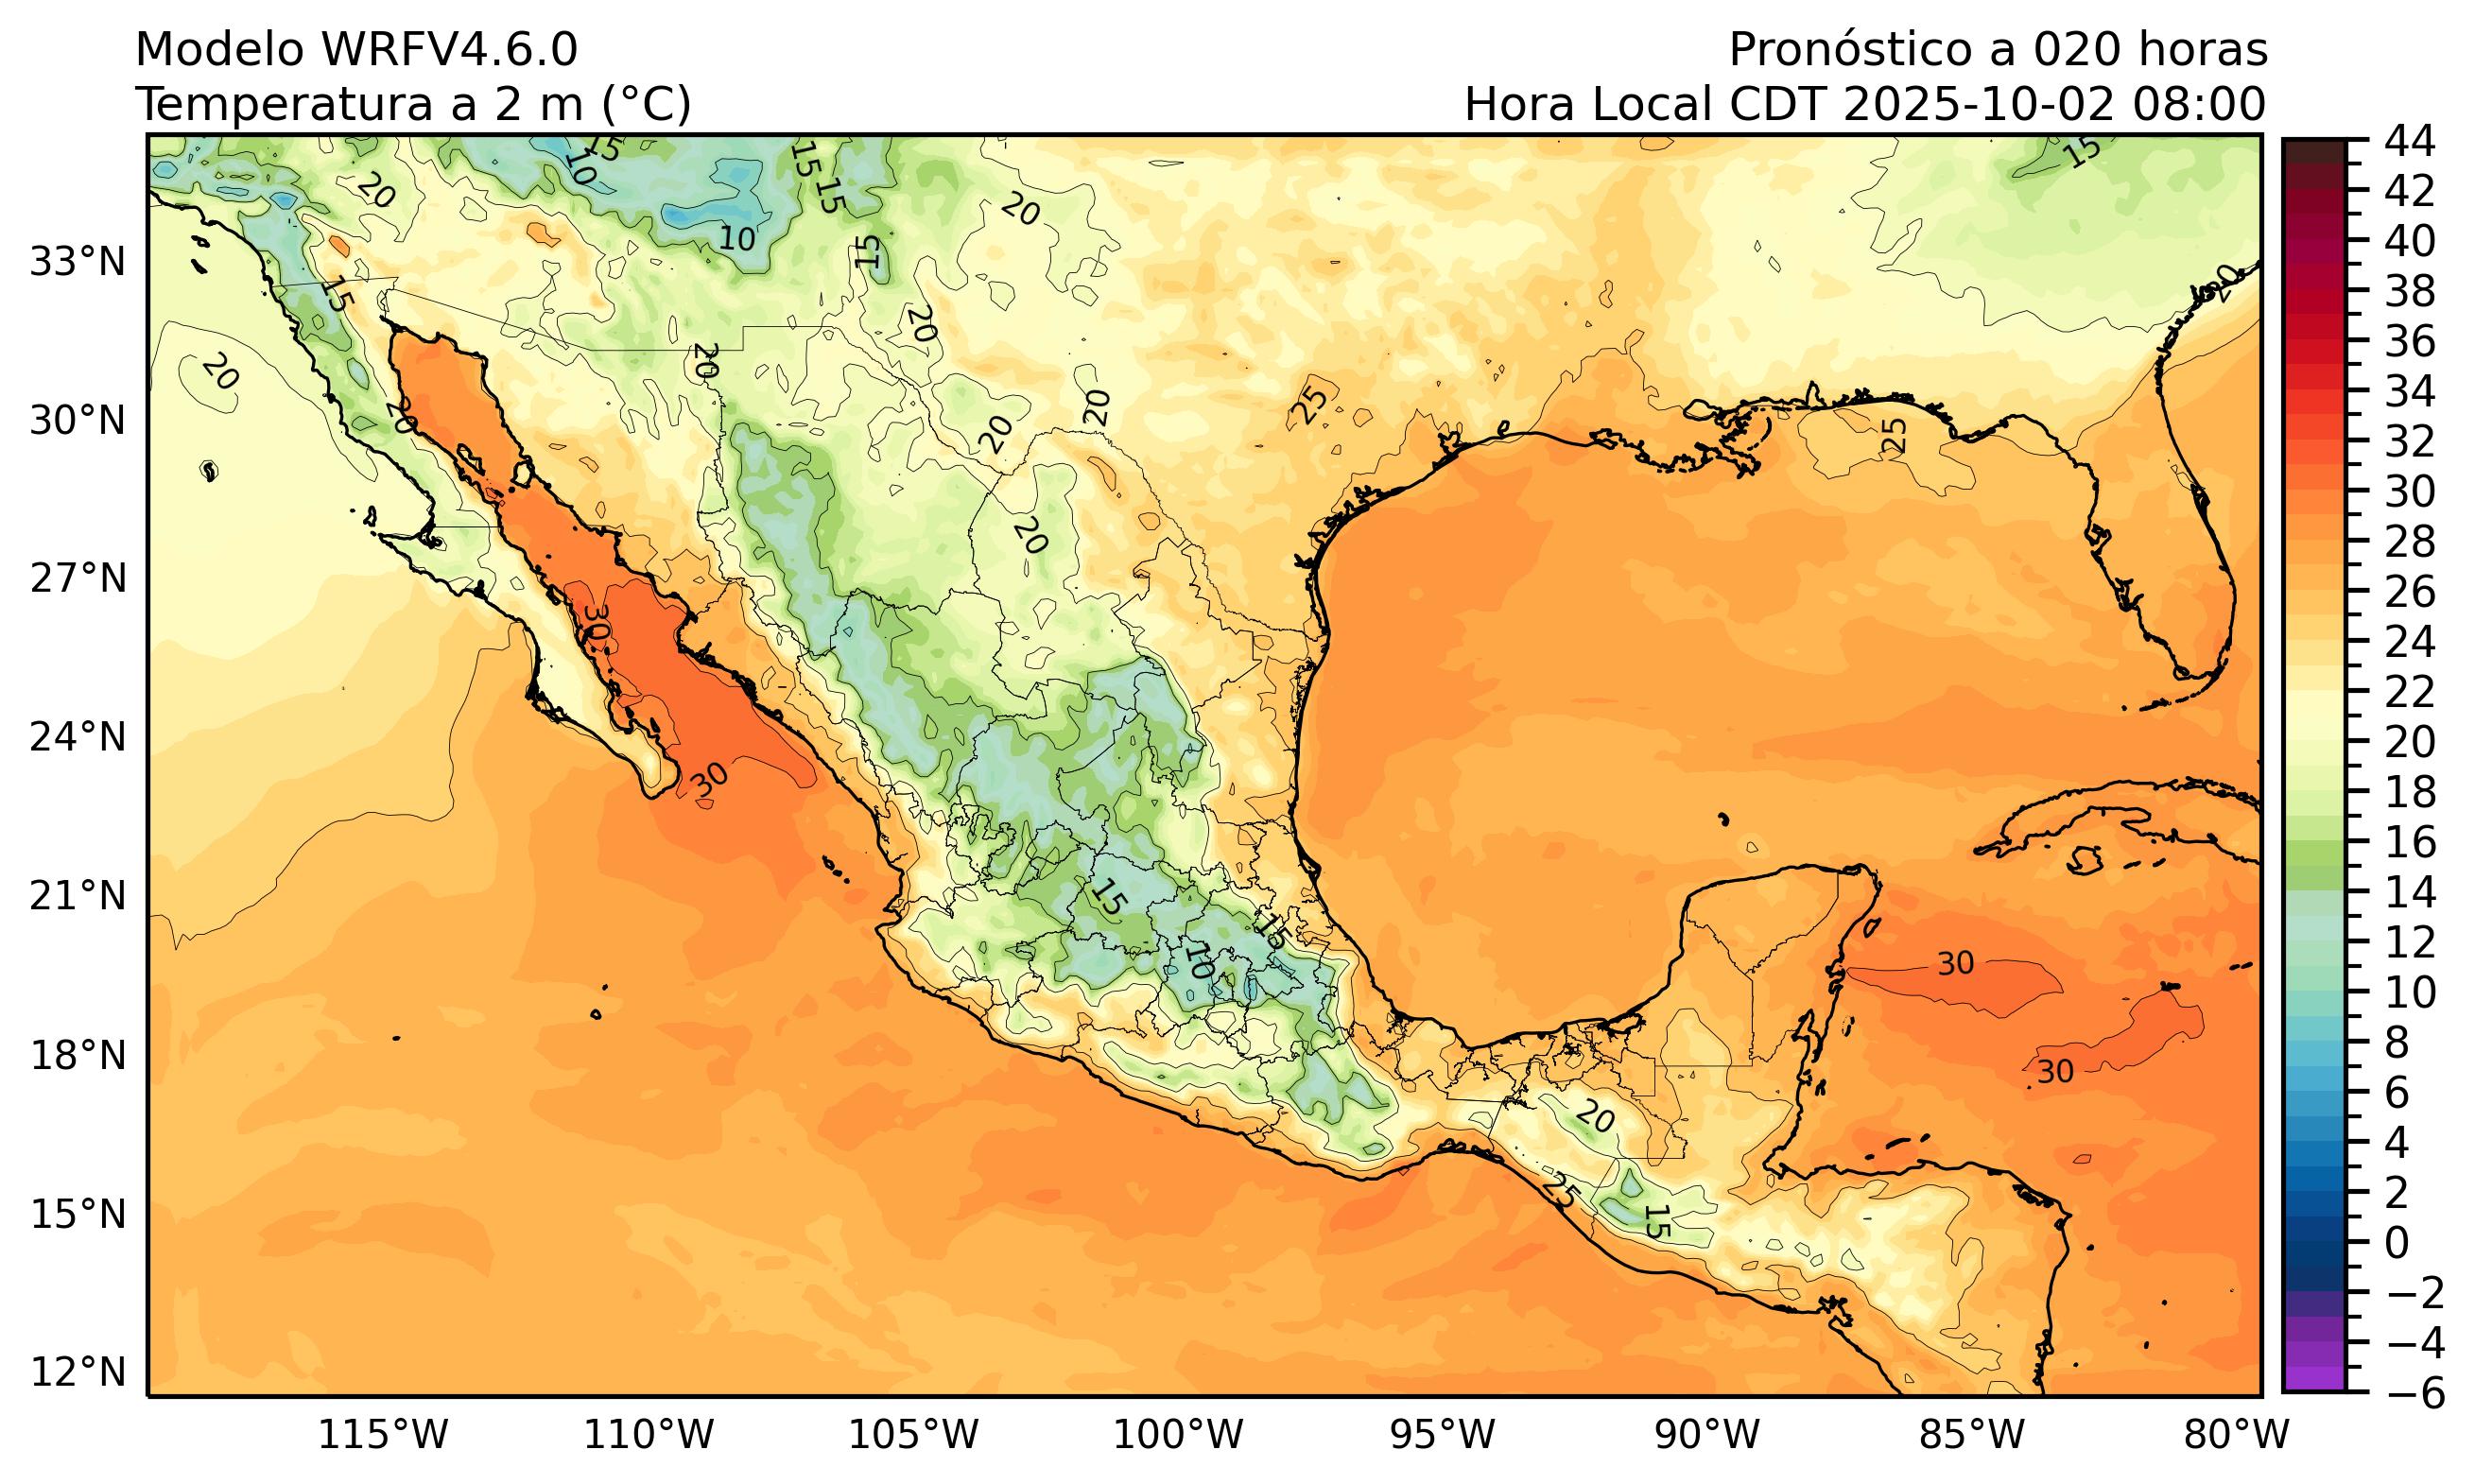 Modelo WRFV4.6.0
Temperatura a 2 m (°C)
Pronóstico a 020 horas
Hora Local CDT 2025-10-02 08:00
33°N
30°N
27°N
24°N
21°N
18°N
15°N
12°N
115°W
110°W
105°W
100°W
95°W
90°W
85°W
80°W
44
42
40
38
36
34
32
30
28
26
24
22
20
18
16
14
12
10
8
6
4
2
0
−2
−4
−6
15
10
15
15
15
20
20
10
15
20
15
20
20
20
20
20
20
25
25
20
20
30
30
15
15
10
30
30
20
25
15